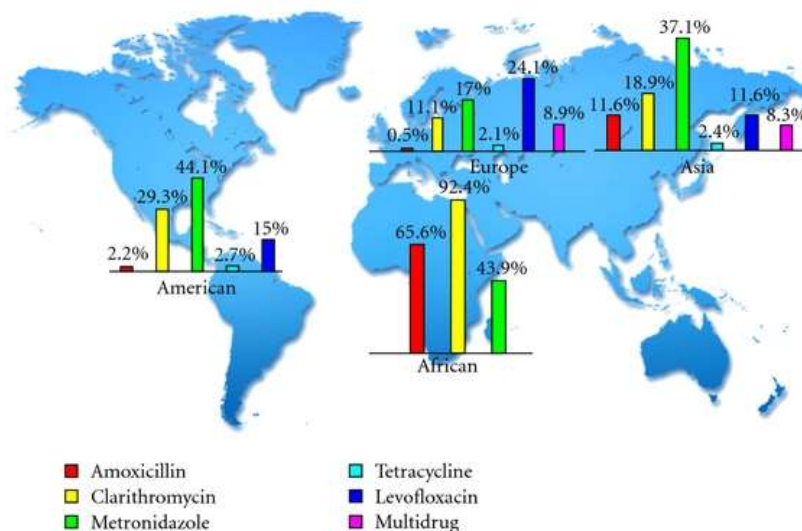 37.1%
24.1%
18.9%
17%
11.1%
11.6%
11.6%
8.9%
8.3%
0.5%
2.1%
2.4%
Europe
Asia
44.1%
92.4%
29.3%
65.6%
2.2%
2.7%
15%
43.9%
American
African
Amoxicillin
Tetracycline
Clarithromycin
Levofloxacin
Metronidazole
Multidrug